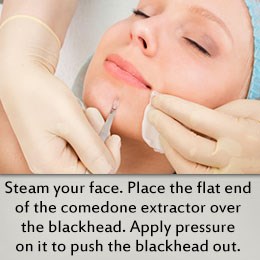 Steam your face. Place the flat end
of the comedone extractor over
the blackhead. Apply pressure
on it to push the blackhead out.